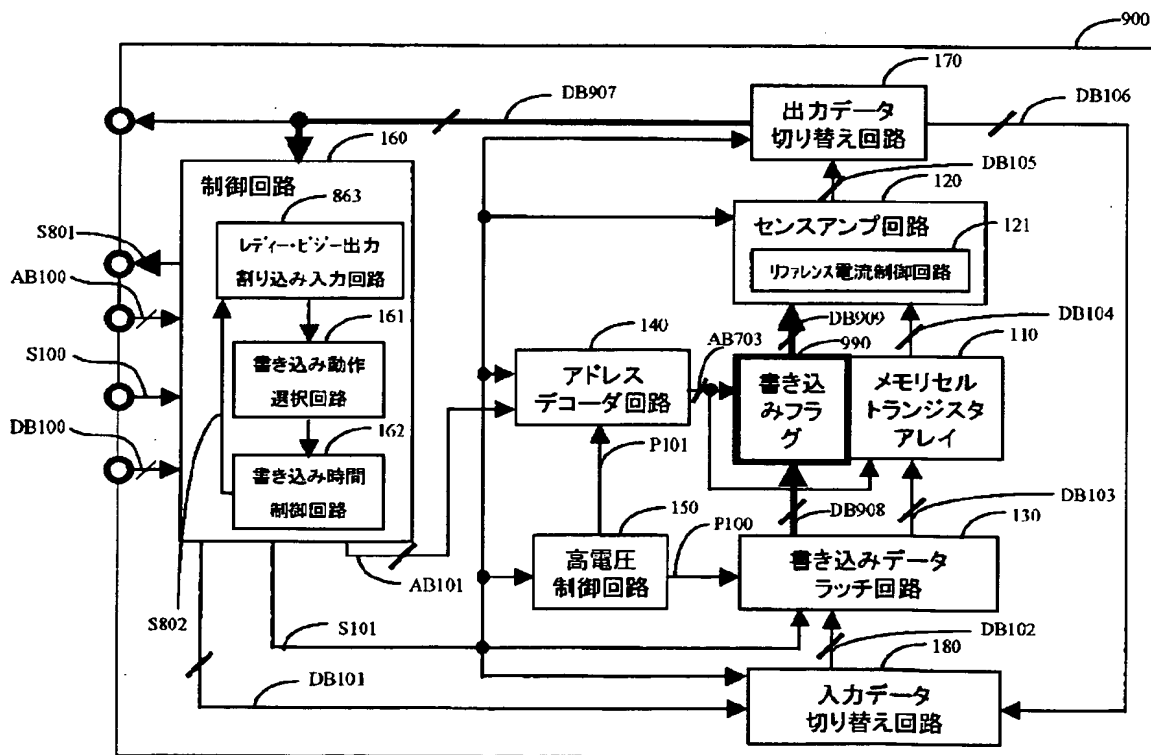 900
170
DB907
DB106
出力データ
切り替え回路
160
制御回路
DB105
120
863
センスアンプ回路
121
S801
レディー・ビジー出力
割り込み入力回路
リファレンス電流制御回路
AB100
DB909
DB104
140
AB703
990
110
161
S100
書き込み動作
選択回路
アドレス
デコーダ回路
書き込
みフラ
グ
メモリセル
トランジスタ
アレイ
DB100
162
P101
書き込み時間
制御回路
DB103
150
P100
DB908
130
高電圧
制御回路
書き込みデータ
ラッチ回路
AB101
S802
S101
DB102
180
DB101
入力データ
切り替え回路